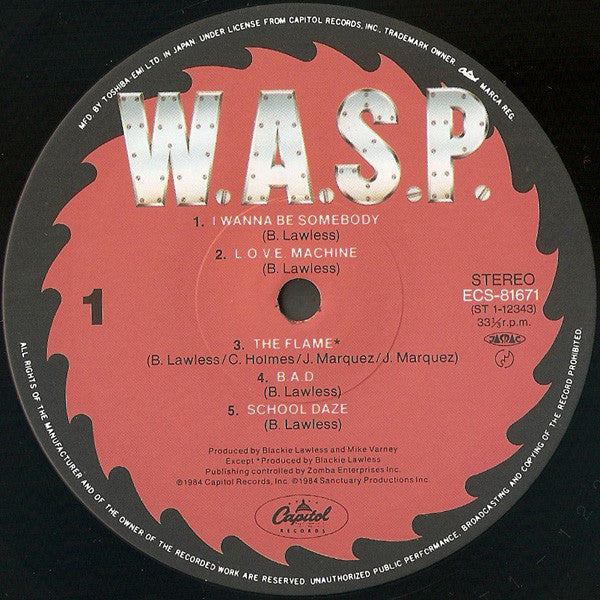 MFD. BY TOSHIBA-EMI LTD. IN JAPAN. UNDER LICENSE FROM CAPITOL RECORDS, INC., TRADEMARK OWNER. Capitol MARCA REG.
W.A.S.P.
1. I WANNA BE SOMEBODY
(B. Lawless)
2. L.O.V.E. MACHINE
(B. Lawless)
1
STEREO
ECS-81671
(ST 1-12343)
33⅓ r.p.m.
JASRAC
3. THE FLAME*
(B. Lawless/C. Holmes/J. Marquez/J. Marquez)
4. B.A.D.
(B. Lawless)
5. SCHOOL DAZE
(B. Lawless)
Produced by Blackie Lawless and Mike Varney
Except *Produced by Blackie Lawless
Publishing controlled by Zomba Enterprises Inc.
℗1984 Capitol Records, Inc. ©1984 Sanctuary Productions Inc.
Capitol
RECORDS
ALL RIGHTS OF THE MANUFACTURER AND OF THE OWNER OF THE RECORDED WORK ARE RESERVED. UNAUTHORIZED PUBLIC PERFORMANCE, BROADCASTING AND COPYING OF THE RECORD PROHIBITED.